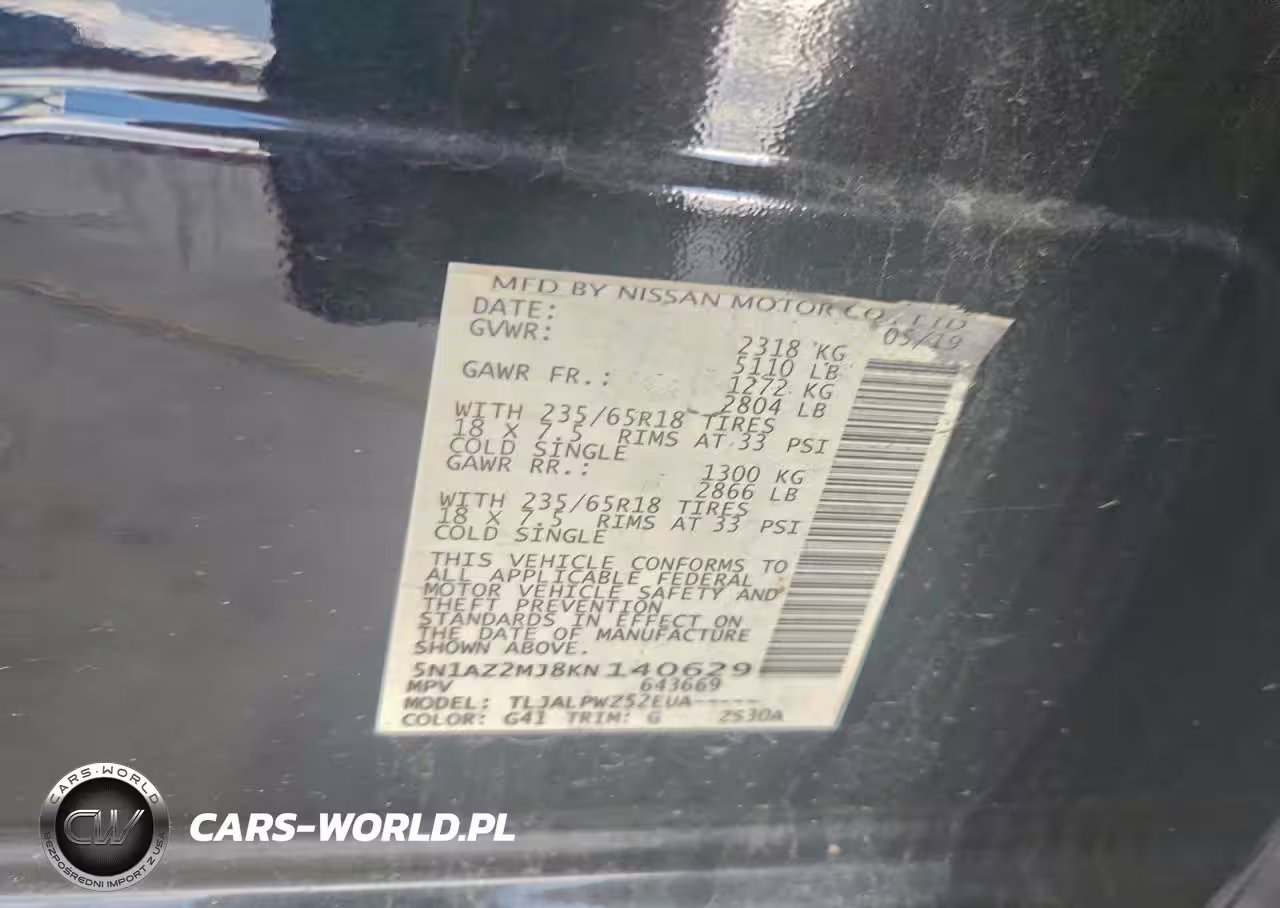 MFD BY NISSAN MOTOR CO., LTD
DATE: 05/19
GVWR: 2318 KG
5110 LB
GAWR FR.: 1272 KG
2804 LB
WITH 235/65R18 TIRES
18 X 7.5 RIMS AT 33 PSI
COLD SINGLE
GAWR RR.: 1300 KG
2866 LB
WITH 235/65R18 TIRES
18 X 7.5 RIMS AT 33 PSI
COLD SINGLE
THIS VEHICLE CONFORMS TO
ALL APPLICABLE FEDERAL
MOTOR VEHICLE SAFETY AND
THEFT PREVENTION
STANDARDS IN EFFECT ON
THE DATE OF MANUFACTURE
SHOWN ABOVE.
5N1AZ2MJ8KN140629
MPV 643669
MODEL: TLJALPWZ52EUA-----
COLOR: G41 TRIM: G 2S30A
CARS-WORLD
CW
BEZPOŚREDNI IMPORT Z USA
CARS-WORLD.PL